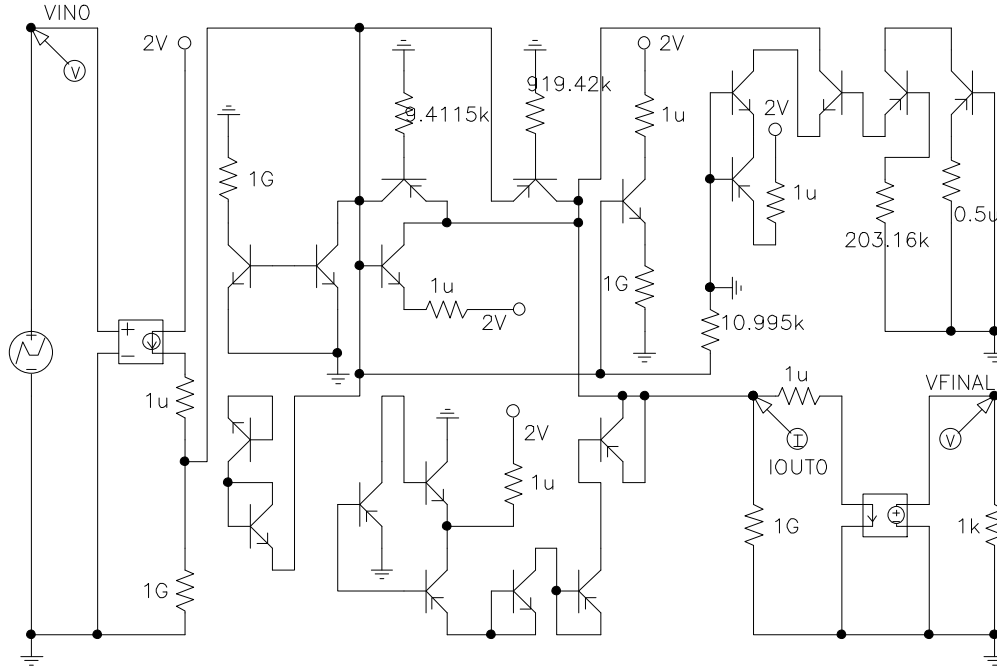 VIN0
2V
V
1G
9.4115k
919.42k
2V
1u
2V
1u
203.16k
0.5u
1u
2V
1G
10.995k
1u
1G
2V
1u
1u
VFINAL
I
V
IOUT0
1G
1k